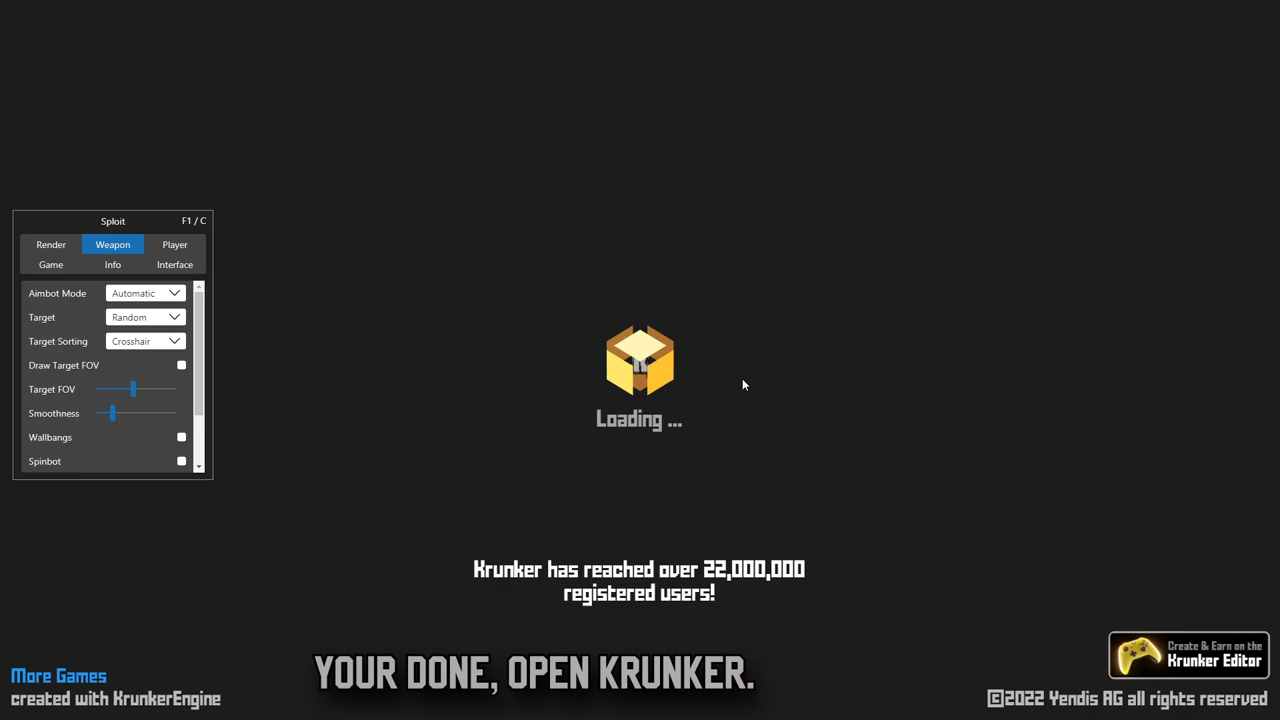 Sploit F1 / C
Render Weapon Player
Game Info Interface
Aimbot Mode Automatic
Target Random
Target Sorting Crosshair
Draw Target FOV
Target FOV
Smoothness
Wallbangs
Spinbot
Loading ...
Krunker has reached over 22,000,000
registered users!
YOUR DONE, OPEN KRUNKER.
More Games
created with KrunkerEngine
Create & Earn on the
Krunker Editor
©2022 Yendis AG all rights reserved